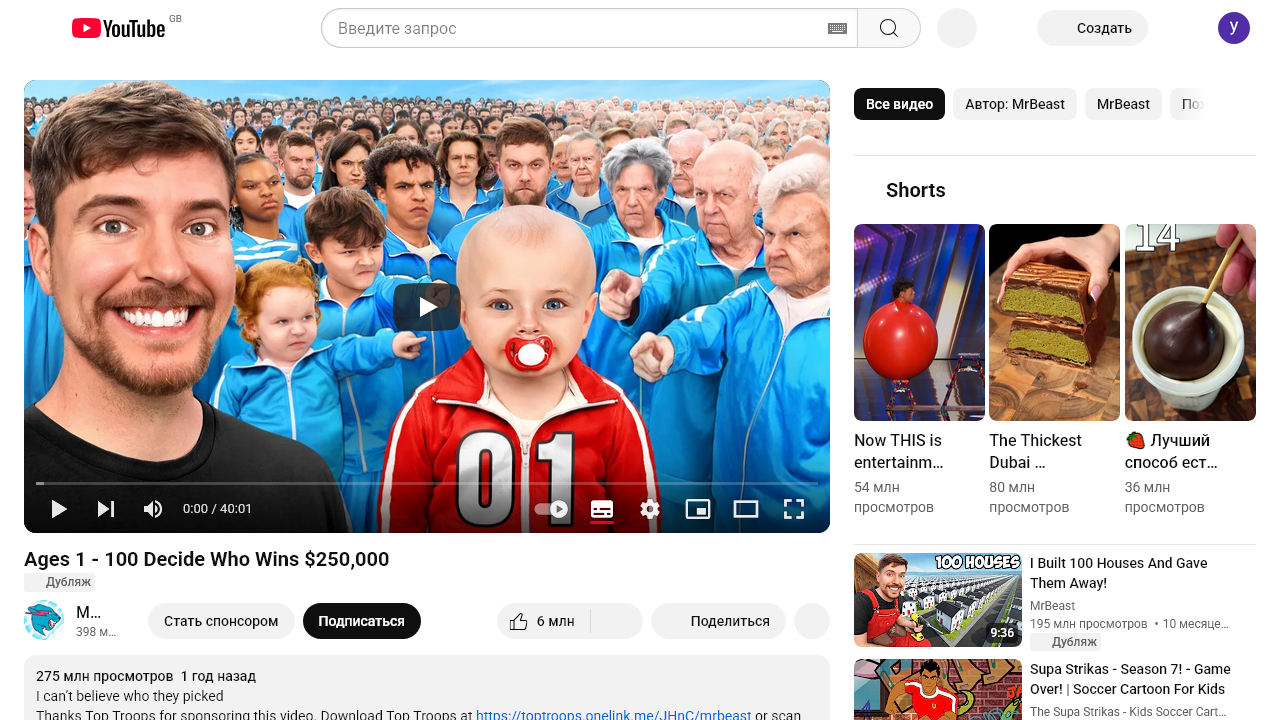 YouTube
GB
Введите запрос
Создать
У
Все видео
Автор: MrBeast
MrBeast
Shorts
01
0:00 / 40:01
14
Now THIS is
entertainm…
54 млн
просмотров
The Thickest
Dubai …
80 млн
просмотров
🍓 Лучший
способ ест…
36 млн
просмотров
Ages 1 - 100 Decide Who Wins $250,000
Дубляж
M…
398 м…
Стать спонсором
Подписаться
6 млн
Поделиться
275 млн просмотров 1 год назад
I can't believe who they picked
Thanks Top Troops for sponsoring this video. Download Top Troops at https://toptroops.onelink.me/JHnC/mrbeast or scan
100 HOUSES
9:36
I Built 100 Houses And Gave
Them Away!
MrBeast
195 млн просмотров • 10 месяце…
Дубляж
Supa Strikas - Season 7! - Game
Over! | Soccer Cartoon For Kids
The Supa Strikas - Kids Soccer Cart…